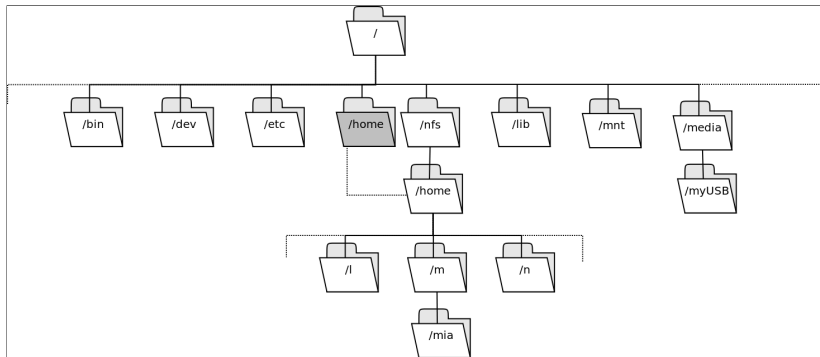 /
/bin
/dev
/etc
/home
/nfs
/lib
/mnt
/media
/home
/myUSB
/l
/m
/n
/mia